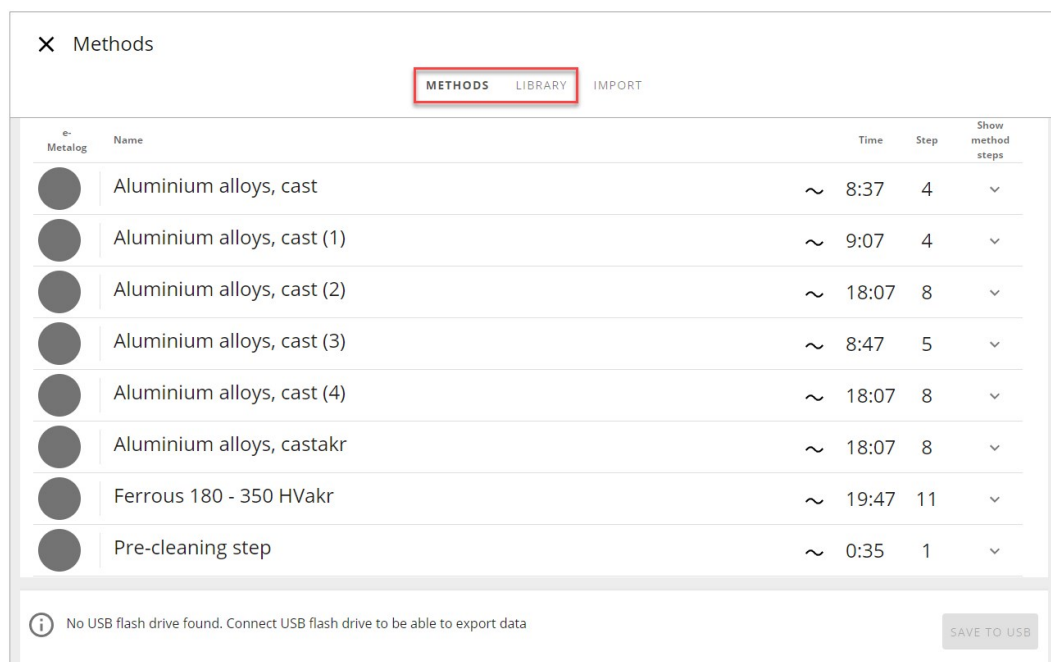 Methods
METHODS LIBRARY IMPORT
e-
Metalog
Name
Time
Step
Show
method
steps
Aluminium alloys, cast ~ 8:37 4
Aluminium alloys, cast (1) ~ 9:07 4
Aluminium alloys, cast (2) ~ 18:07 8
Aluminium alloys, cast (3) ~ 8:47 5
Aluminium alloys, cast (4) ~ 18:07 8
Aluminium alloys, castakr ~ 18:07 8
Ferrous 180 - 350 HVakr ~ 19:47 11
Pre-cleaning step ~ 0:35 1
No USB flash drive found. Connect USB flash drive to be able to export data
SAVE TO USB